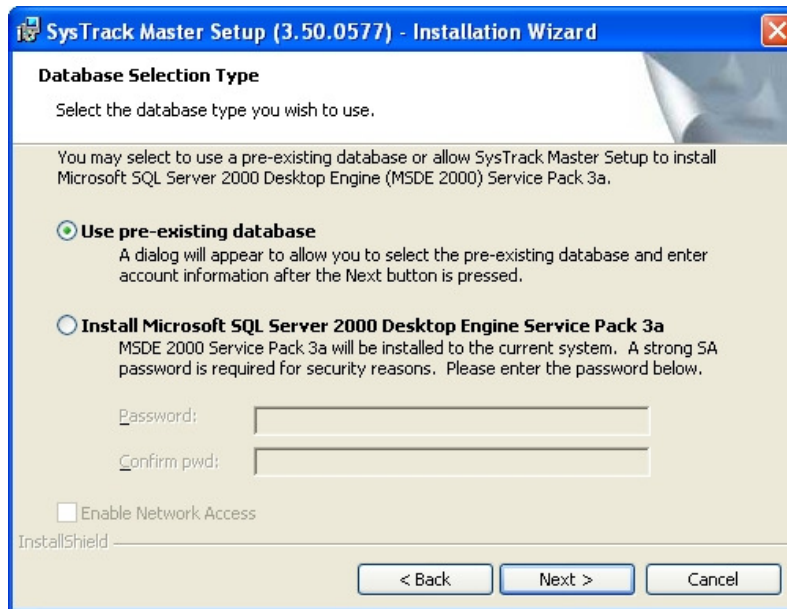 SysTrack Master Setup (3.50.0577) - Installation Wizard
Database Selection Type
Select the database type you wish to use.
You may select to use a pre-existing database or allow SysTrack Master Setup to install
Microsoft SQL Server 2000 Desktop Engine (MSDE 2000) Service Pack 3a.
Use pre-existing database
A dialog will appear to allow you to select the pre-existing database and enter
account information after the Next button is pressed.
Install Microsoft SQL Server 2000 Desktop Engine Service Pack 3a
MSDE 2000 Service Pack 3a will be installed to the current system.  A strong SA
password is required for security reasons.  Please enter the password below.
Password:
Confirm pwd:
Enable Network Access
InstallShield
< Back
Next >
Cancel